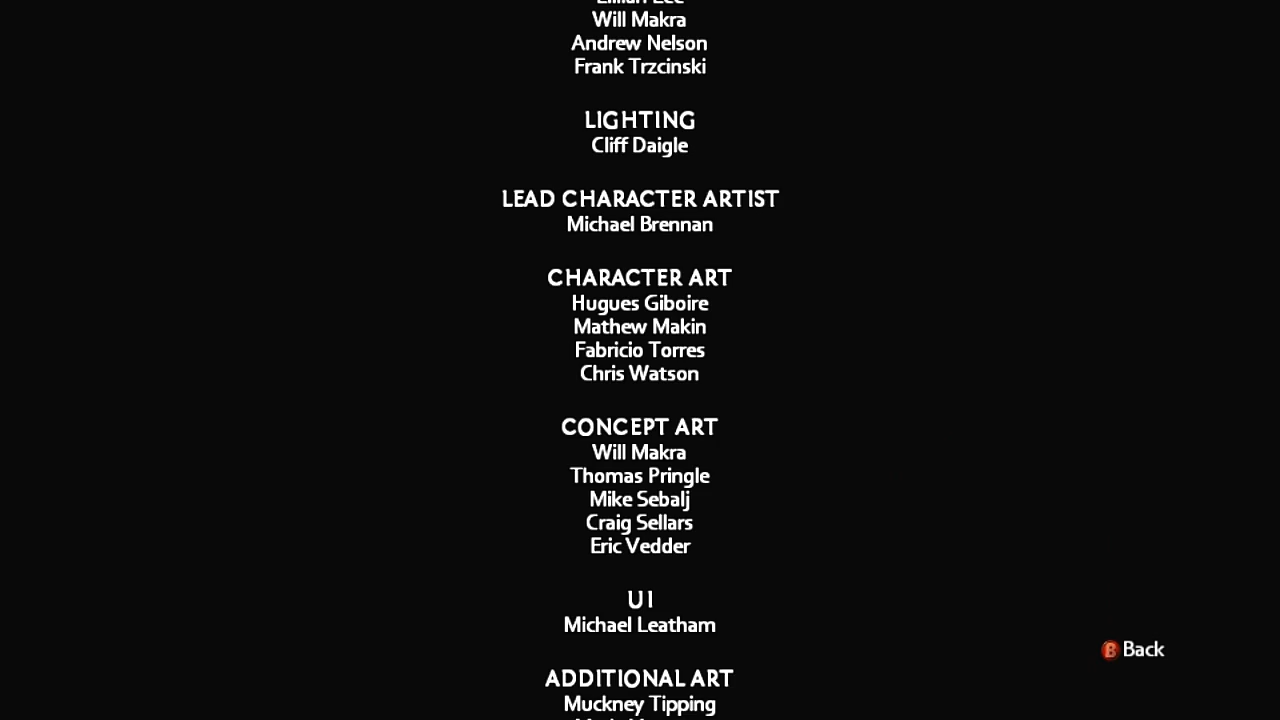 Will Makra
Andrew Nelson
Frank Trzcinski
LIGHTING
Cliff Daigle
LEAD CHARACTER ARTIST
Michael Brennan
CHARACTER ART
Hugues Giboire
Mathew Makin
Fabricio Torres
Chris Watson
CONCEPT ART
Will Makra
Thomas Pringle
Mike Sebalj
Craig Sellars
Eric Vedder
UI
Michael Leatham
B Back
ADDITIONAL ART
Muckney Tipping